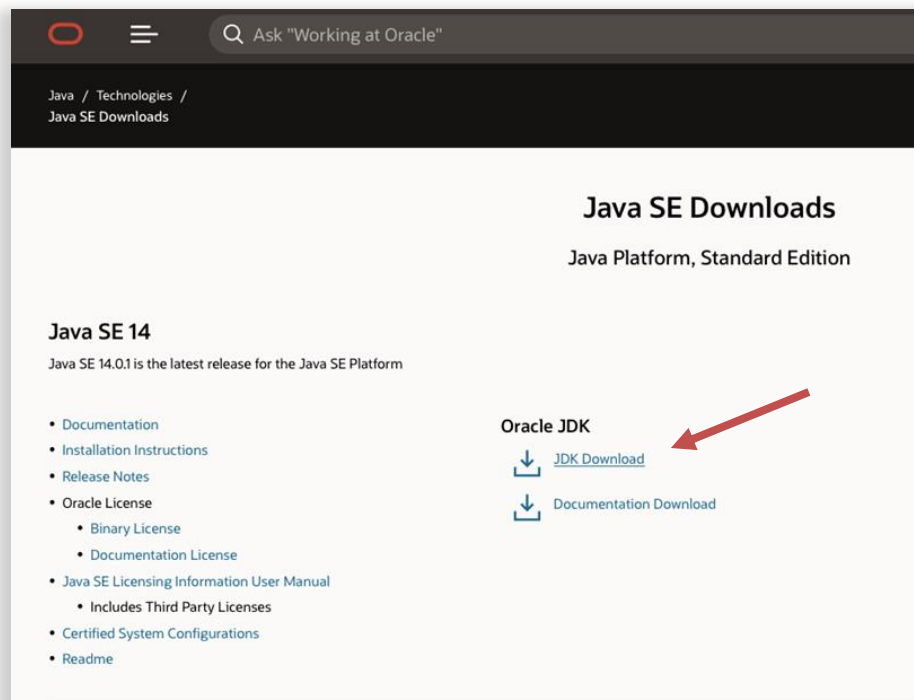 Ask "Working at Oracle"
Java / Technologies /
Java SE Downloads
Java SE Downloads
Java Platform, Standard Edition
Java SE 14
Java SE 14.0.1 is the latest release for the Java SE Platform
• Documentation
• Installation Instructions
• Release Notes
• Oracle License
• Binary License
• Documentation License
• Java SE Licensing Information User Manual
• Includes Third Party Licenses
• Certified System Configurations
• Readme
Oracle JDK
JDK Download
Documentation Download